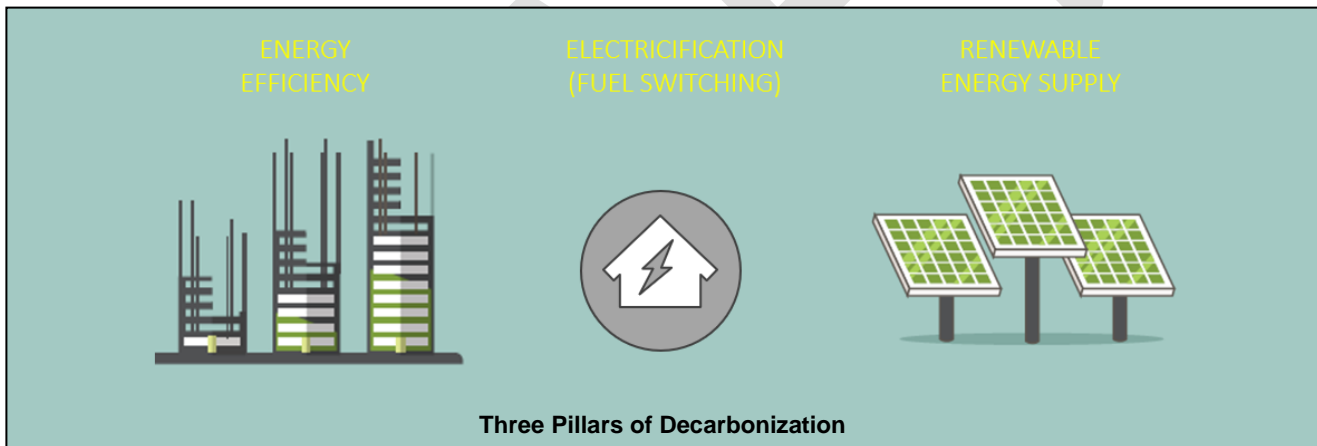 ENERGY
EFFICIENCY
ELECTRICIFICATION
(FUEL SWITCHING)
RENEWABLE
ENERGY SUPPLY
Three Pillars of Decarbonization